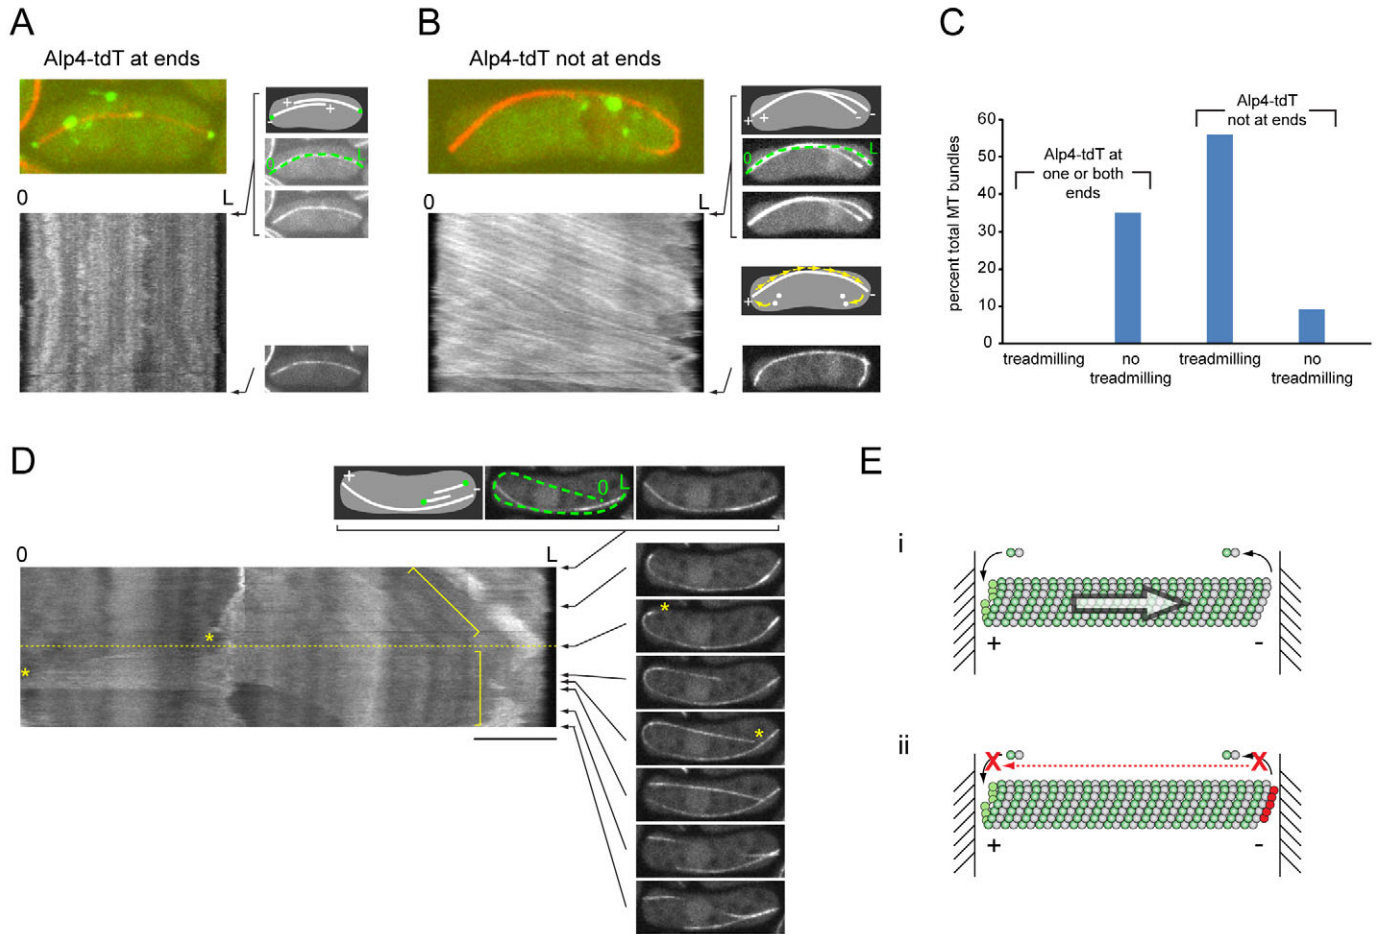 A
Alp4-tdT at ends
0
L
+
+
-
0
L
B
Alp4-tdT not at ends
0
L
+
+
-
-
0
L
+
-
C
percent total MT bundles
60
50
40
30
20
10
0
Alp4-tdT at
one or both
ends
Alp4-tdT
not at ends
treadmilling
no
treadmilling
treadmilling
no
treadmilling
D
+
-
0
L
0
L
*
*
*
*
E
i
+
-
ii
X
X
+
-